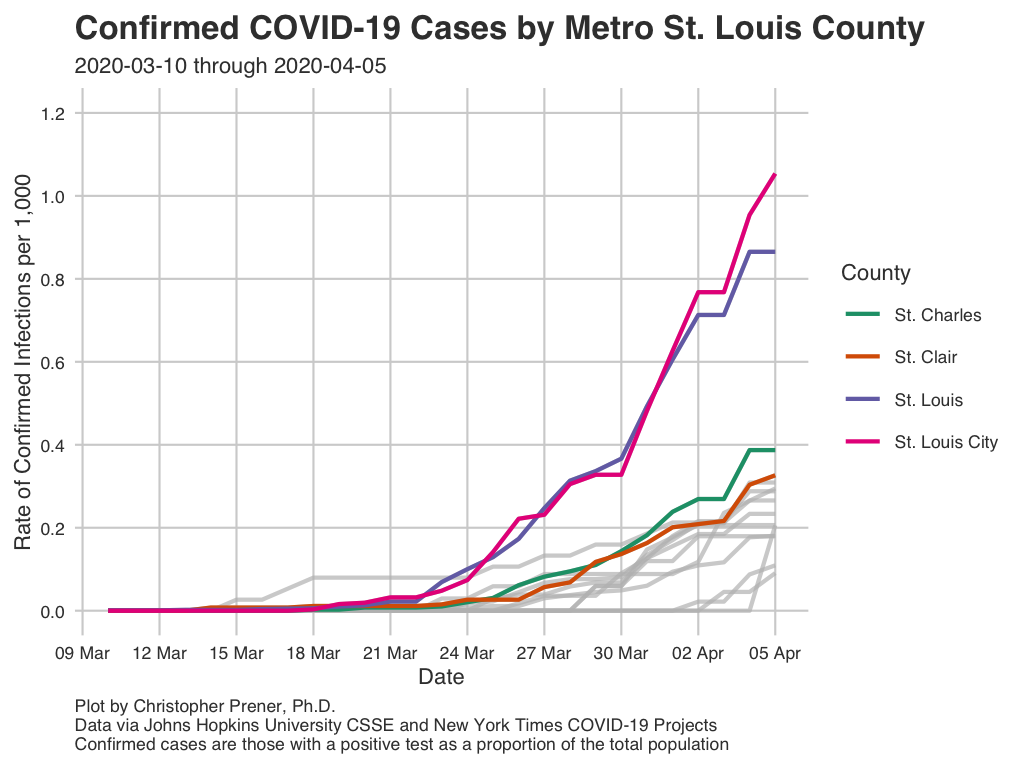 Confirmed COVID-19 Cases by Metro St. Louis County
2020-03-10 through 2020-04-05
Rate of Confirmed Infections per 1,000
1.2
1.0
0.8
0.6
0.4
0.2
0.0
09 Mar
12 Mar
15 Mar
18 Mar
21 Mar
24 Mar
27 Mar
30 Mar
02 Apr
05 Apr
Date
County
St. Charles
St. Clair
St. Louis
St. Louis City
Plot by Christopher Prener, Ph.D.
Data via Johns Hopkins University CSSE and New York Times COVID-19 Projects
Confirmed cases are those with a positive test as a proportion of the total population